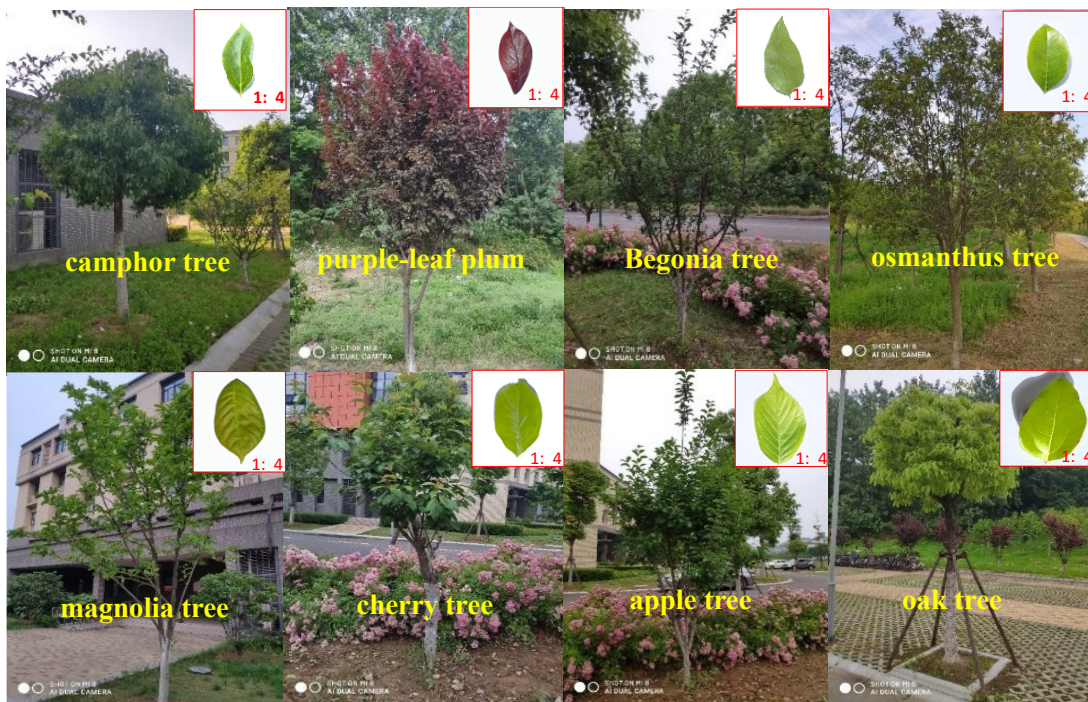 1: 4
1: 4
1: 4
1: 4
camphor tree
purple-leaf plum
Begonia tree
osmanthus tree
SHOT ON MI 8
AI DUAL CAMERA
SHOT ON MI 8
AI DUAL CAMERA
SHOT ON MI 8
AI DUAL CAMERA
SHOT ON MI 8
AI DUAL CAMERA
1: 4
1: 4
1: 4
1: 4
magnolia tree
cherry tree
apple tree
oak tree
SHOT ON MI 8
AI DUAL CAMERA
SHOT ON MI 8
AI DUAL CAMERA
SHOT ON MI 8
AI DUAL CAMERA
SHOT ON MI 8
AI DUAL CAMERA